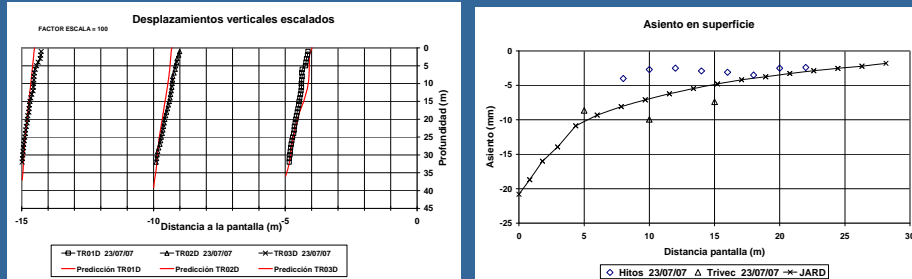 Desplazamientos verticales escalados
FACTOR ESCALA = 100
0
5
10
15
20
25
30
35
40
45
Profundidad (m)
-15 -10 -5 0
Distancia a la pantalla (m)
TR01D 23/07/07 TR02D 23/07/07 TR03D 23/07/07
Predicción TR01D Predicción TR02D Predicción TR03D
Asiento en superficie
0
-5
-10
-15
-20
-25
Asiento (mm)
0 5 10 15 20 25 30
Distancia pantalla (m)
Hitos 23/07/07 Trivec 23/07/07 JARD